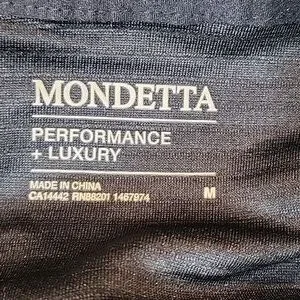 MONDETTA
PERFORMANCE
+ LUXURY
MADE IN CHINA
CA14442 RN88201 1467974 M